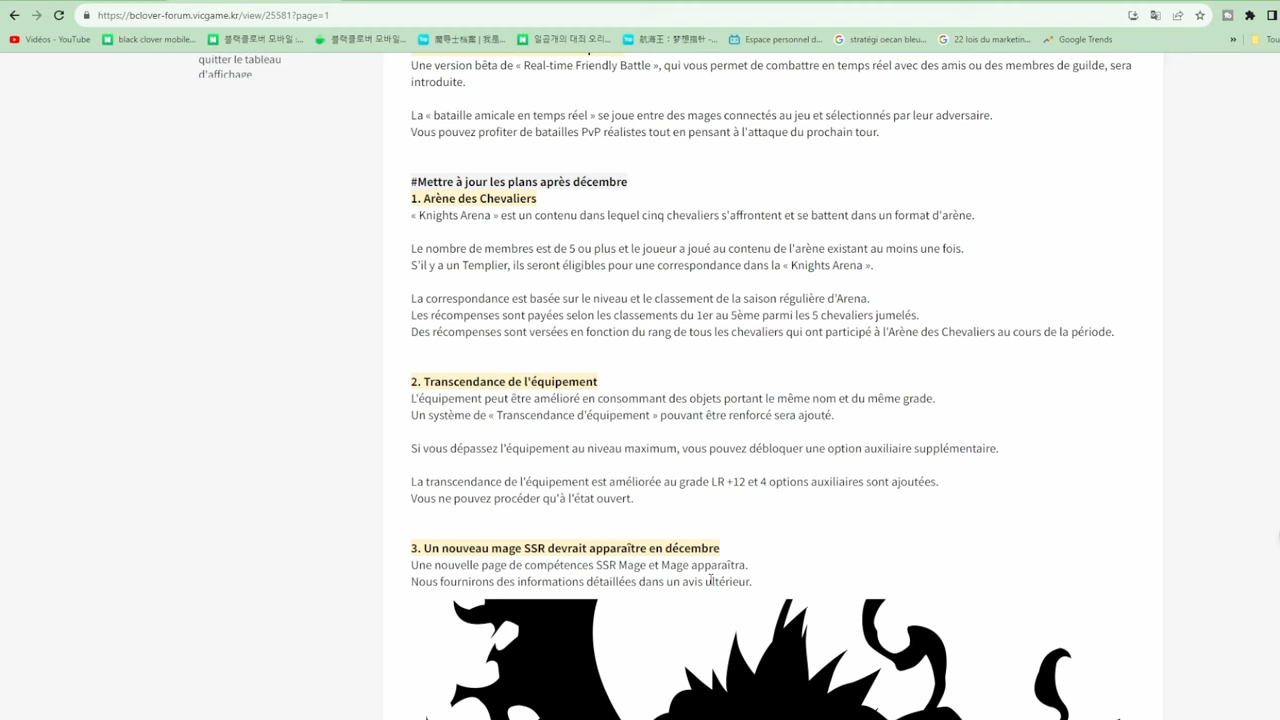 https://bclover-forum.vicgame.kr/view/25581?page=1
Vidéos - YouTube
black clover mobile...
블랙클로버 모바일 :...
블랙클로버 모바일...
魔辱士档案 | 我是...
일곱개의 대죄 오리...
航海王：梦想指针 -...
Espace personnel d...
stratégi oecan bleu...
22 lois du marketin...
Google Trends
»
Tou
quitter le tableau
d'affichage
Une version bêta de « Real-time Friendly Battle », qui vous permet de combattre en temps réel avec des amis ou des membres de guilde, sera
introduite.
La « bataille amicale en temps réel » se joue entre des mages connectés au jeu et sélectionnés par leur adversaire.
Vous pouvez profiter de batailles PvP réalistes tout en pensant à l'attaque du prochain tour.
#Mettre à jour les plans après décembre
1. Arène des Chevaliers
« Knights Arena » est un contenu dans lequel cinq chevaliers s'affrontent et se battent dans un format d'arène.
Le nombre de membres est de 5 ou plus et le joueur a joué au contenu de l'arène existant au moins une fois.
S'il y a un Templier, ils seront éligibles pour une correspondance dans la « Knights Arena ».
La correspondance est basée sur le niveau et le classement de la saison régulière d'Arena.
Les récompenses sont payées selon les classements du 1er au 5ème parmi les 5 chevaliers jumelés.
Des récompenses sont versées en fonction du rang de tous les chevaliers qui ont participé à l'Arène des Chevaliers au cours de la période.
2. Transcendance de l'équipement
L'équipement peut être amélioré en consommant des objets portant le même nom et du même grade.
Un système de « Transcendance d'équipement » pouvant être renforcé sera ajouté.
Si vous dépassez l'équipement au niveau maximum, vous pouvez débloquer une option auxiliaire supplémentaire.
La transcendance de l'équipement est améliorée au grade LR +12 et 4 options auxiliaires sont ajoutées.
Vous ne pouvez procéder qu'à l'état ouvert.
3. Un nouveau mage SSR devrait apparaître en décembre
Une nouvelle page de compétences SSR Mage et Mage apparaîtra.
Nous fournirons des informations détaillées dans un avis ultérieur.